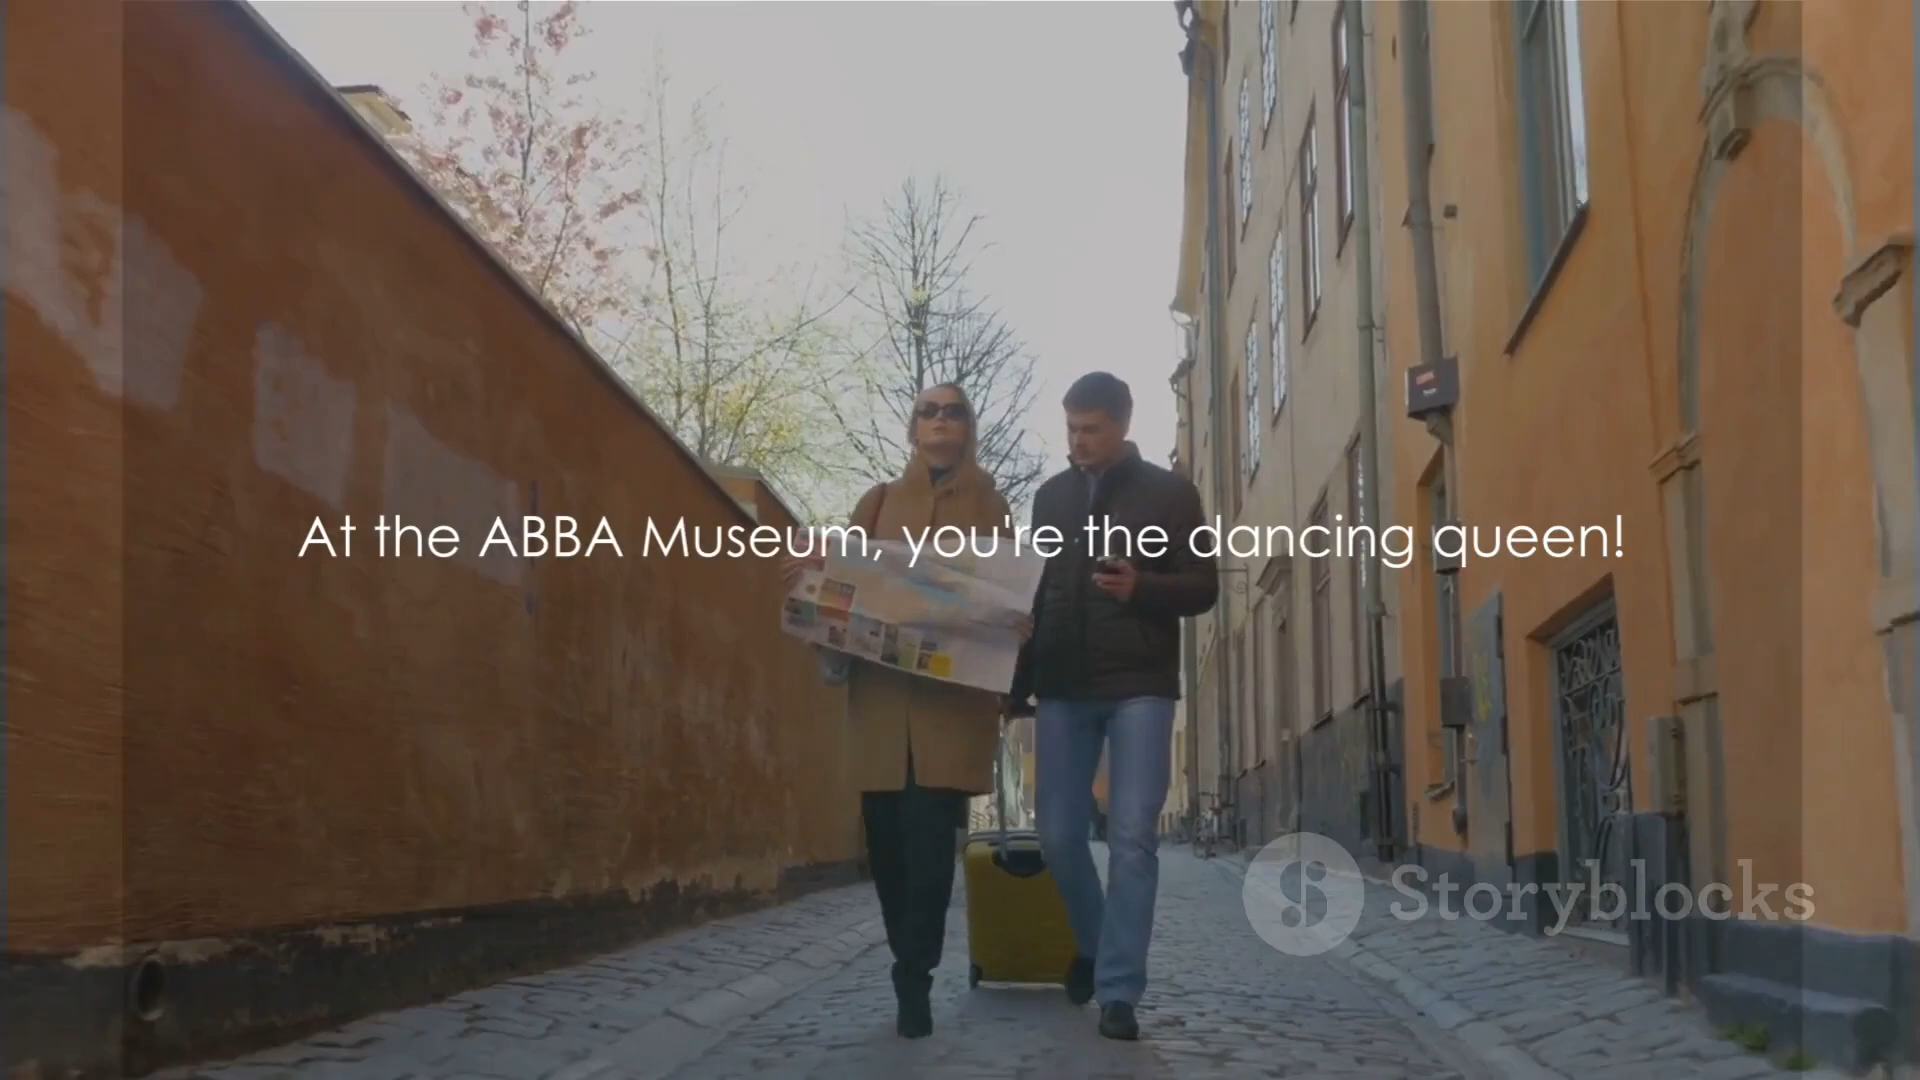 At the ABBA Museum, you're the dancing queen!
Storyblocks